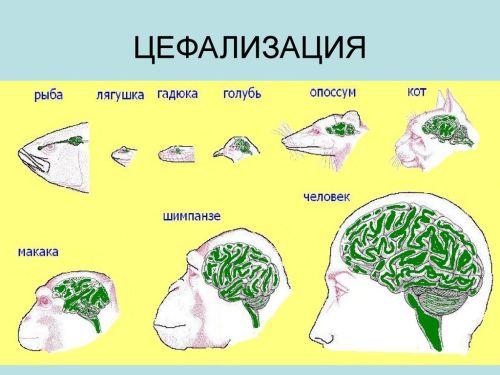 ЦЕФАЛИЗАЦИЯ
рыба
лягушка
гадюка
голубь
опоссум
кот
макака
шимпанзе
человек